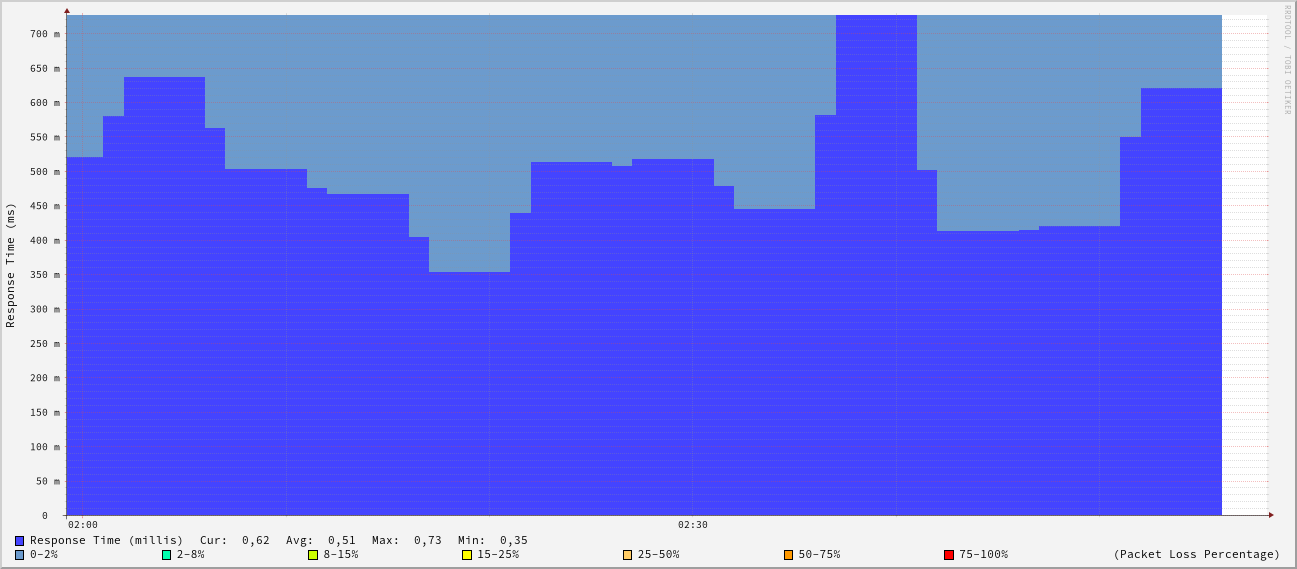 RRDTOOL / TOBI OETIKER
Response Time (ms)
700 m
650 m
600 m
550 m
500 m
450 m
400 m
350 m
300 m
250 m
200 m
150 m
100 m
50 m
0
02:00 02:30
Response Time (millis) Cur: 0,62 Avg: 0,51 Max: 0,73 Min: 0,35
0-2% 2-8% 8-15% 15-25% 25-50% 50-75% 75-100% (Packet Loss Percentage)